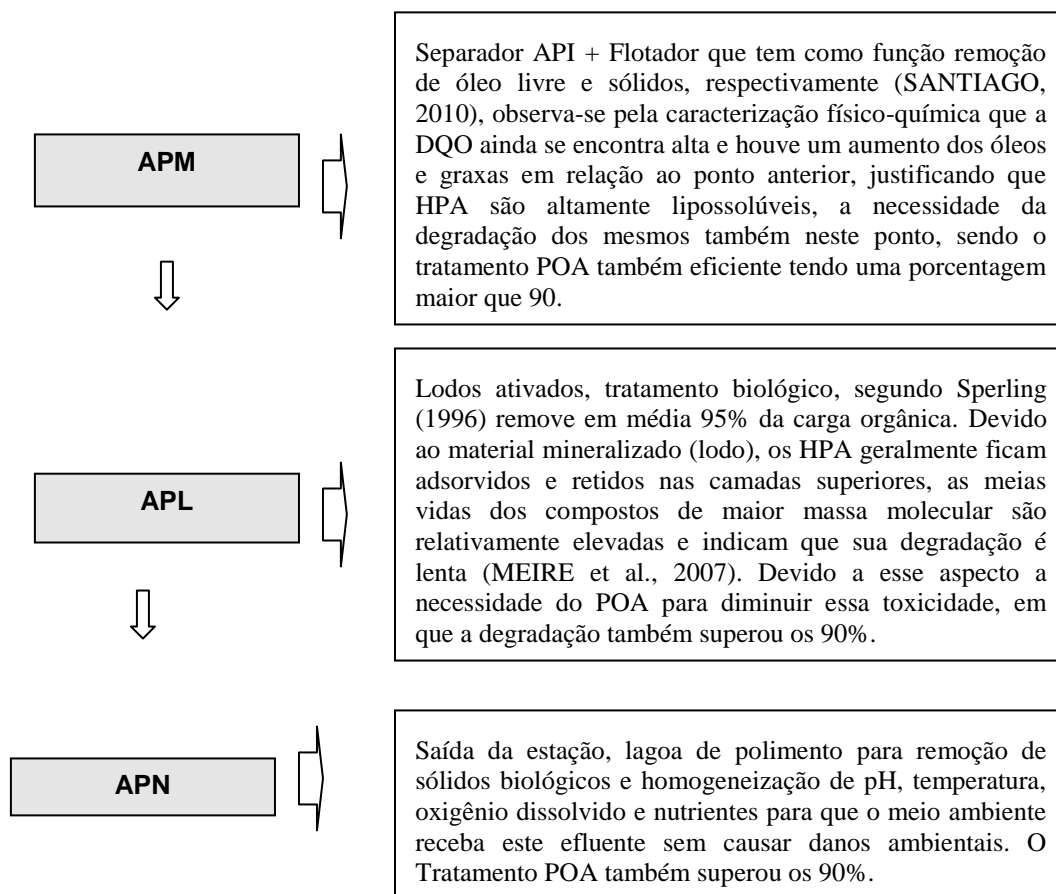 APM
Separador API + Flotador que tem como função remoção
de óleo livre e sólidos, respectivamente (SANTIAGO,
2010), observa-se pela caracterização físico-química que a
DQO ainda se encontra alta e houve um aumento dos óleos
e graxas em relação ao ponto anterior, justificando que
HPA são altamente lipossolúveis, a necessidade da
degradação dos mesmos também neste ponto, sendo o
tratamento POA também eficiente tendo uma porcentagem
maior que 90.
APL
Lodos ativados, tratamento biológico, segundo Sperling
(1996) remove em média 95% da carga orgânica. Devido
ao material mineralizado (lodo), os HPA geralmente ficam
adsorvidos e retidos nas camadas superiores, as meias
vidas dos compostos de maior massa molecular são
relativamente elevadas e indicam que sua degradação é
lenta (MEIRE et al., 2007). Devido a esse aspecto a
necessidade do POA para diminuir essa toxicidade, em
que a degradação também superou os 90%.
APN
Saída da estação, lagoa de polimento para remoção de
sólidos biológicos e homogeneização de pH, temperatura,
oxigênio dissolvido e nutrientes para que o meio ambiente
receba este efluente sem causar danos ambientais. O
Tratamento POA também superou os 90%.